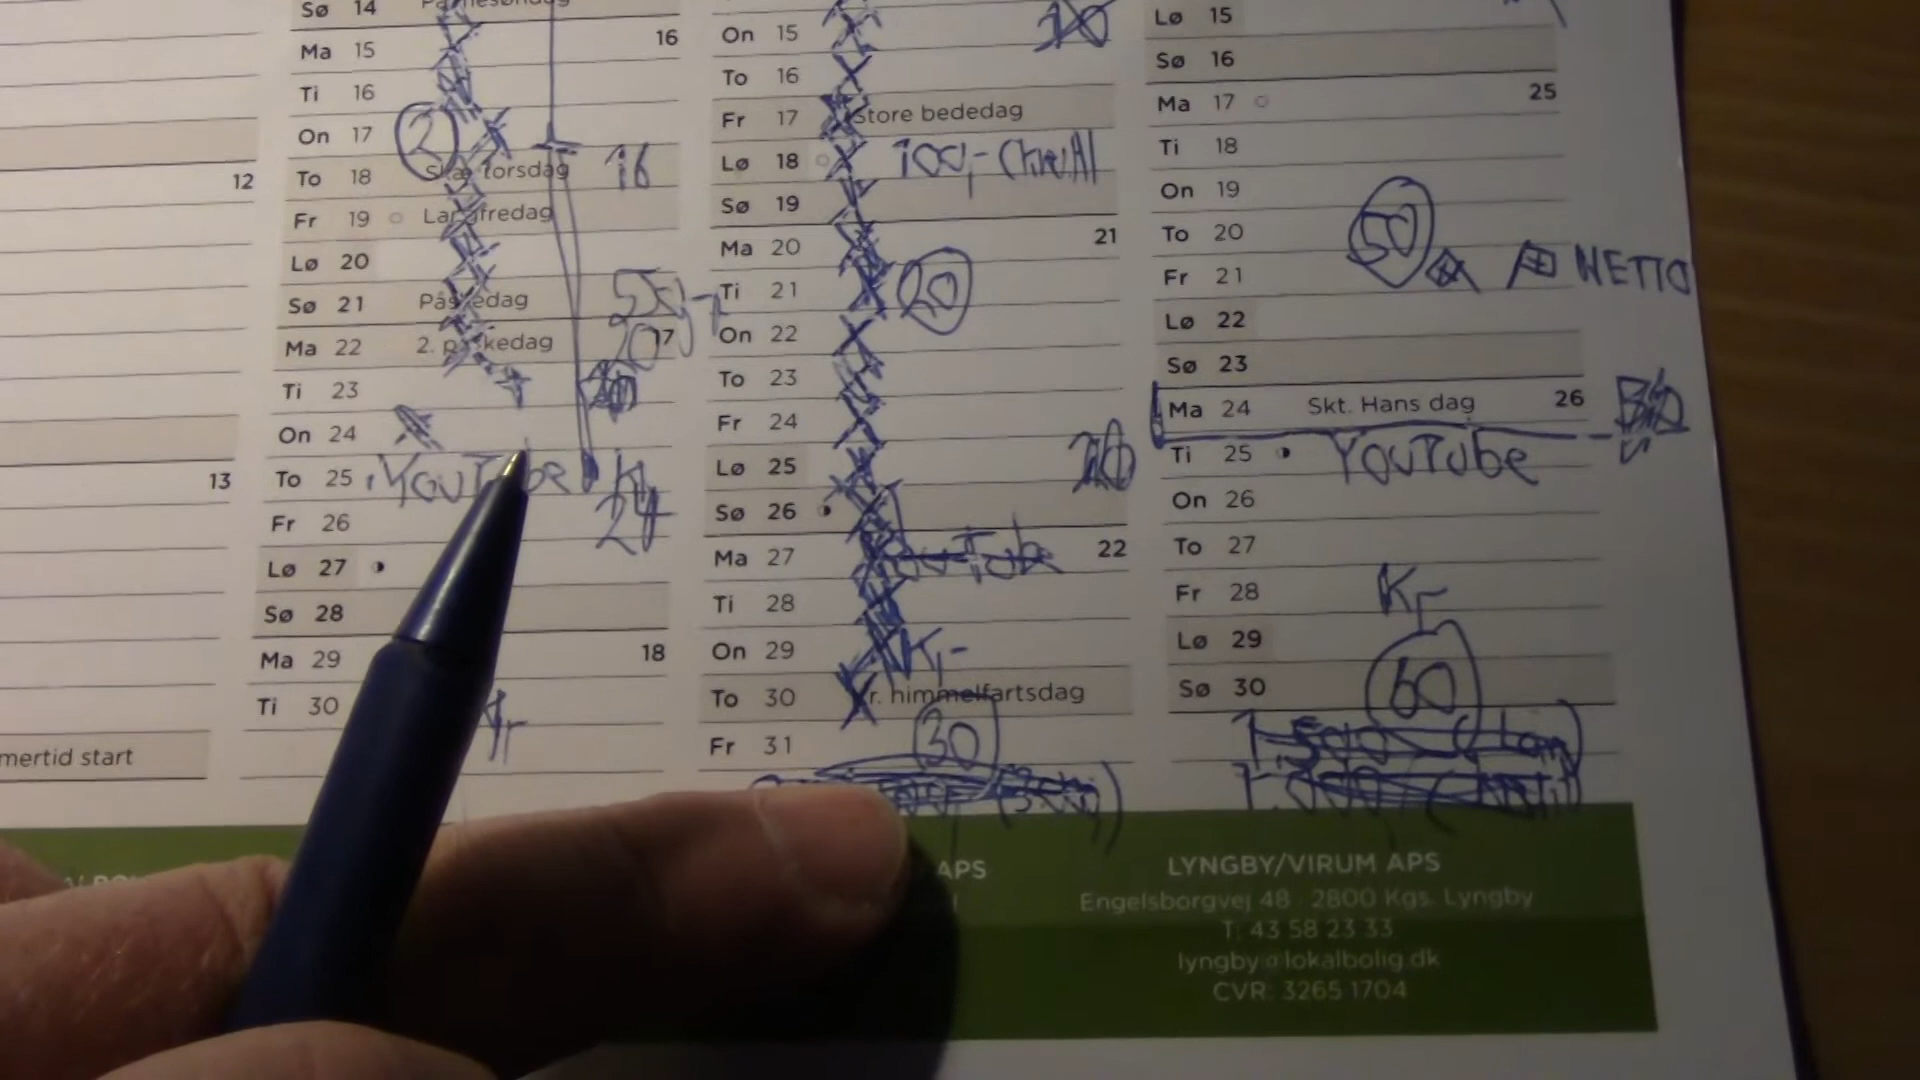 Sø 14
Ma 15 16
Ti 16
On 17 2
To 18 torsdag 16
Fr 19 Langfredag
Lø 20
Sø 21 Påskedag
Ma 22 2. påskedag 17
Ti 23
On 24
To 25 YouTube
Fr 26 24
Lø 27
Sø 28
Ma 29 18
Ti 30 Kr
12
13
mertid start
On 15
To 16
Fr 17 Store bededag
Lø 18 100,-
Sø 19
Ma 20 21
Ti 21 20
On 22
To 23
Fr 24
Lø 25
Sø 26
Ma 27 YouTube 22
Ti 28
On 29 K,-
To 30 Kr. himmelfartsdag
Fr 31 30
Lø 15
Sø 16
Ma 17 25
Ti 18
On 19
To 20 50
Fr 21 NETTO
Lø 22
Sø 23
Ma 24 Skt. Hans dag 26
Ti 25 YouTube
On 26
To 27
Fr 28 Kr
Lø 29
Sø 30 60
APS
LYNGBY/VIRUM APS
Engelsborgvej 48 2800 Kgs. Lyngby
T: 43 58 23 33
lyngby@lokalbolig.dk
CVR: 3265 1704